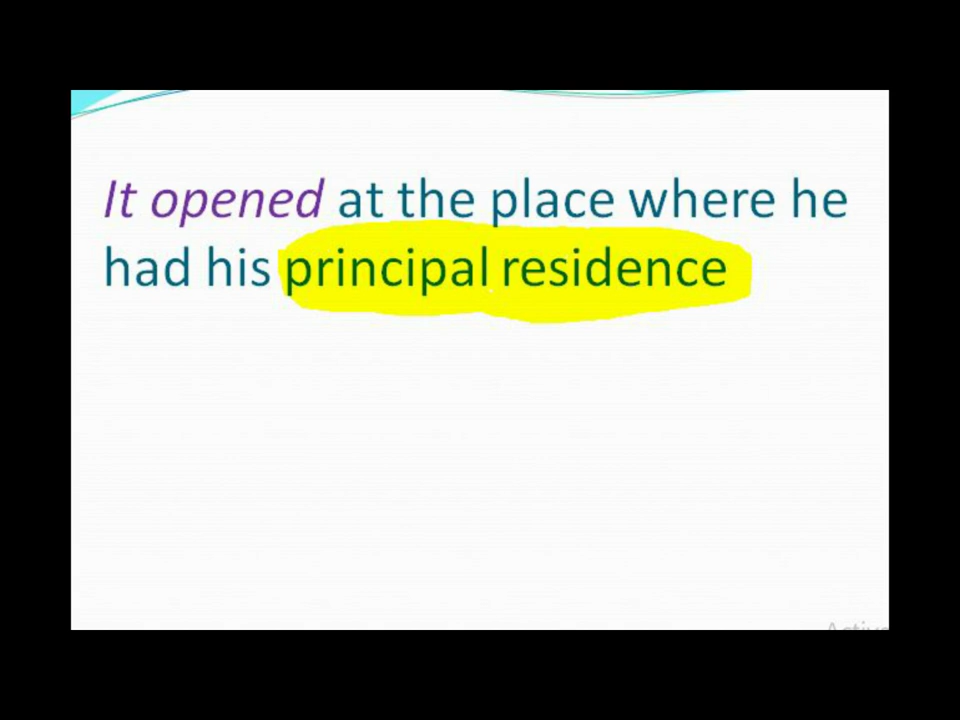 It opened at the place where he
had his principal residence